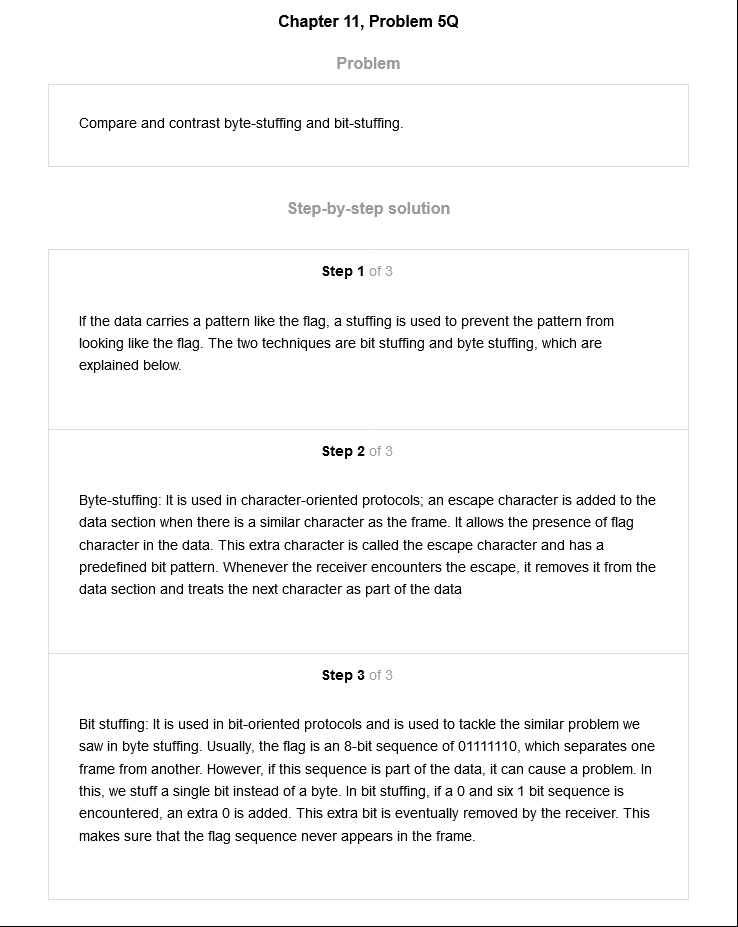 Chapter 11, Problem 5Q
Problem
Compare and contrast byte-stuffing and bit-stuffing.
Step-by-step solution
Step 1 of 3
If the data carries a pattern like the flag, a stuffing is used to prevent the pattern from
looking like the flag. The two techniques are bit stuffing and byte stuffing, which are
explained below.
Step 2 of 3
Byte-stuffing: It is used in character-oriented protocols; an escape character is added to the
data section when there is a similar character as the frame. It allows the presence of flag
character in the data. This extra character is called the escape character and has a
predefined bit pattern. Whenever the receiver encounters the escape, it removes it from the
data section and treats the next character as part of the data
Step 3 of 3
Bit stuffing: It is used in bit-oriented protocols and is used to tackle the similar problem we
saw in byte stuffing. Usually, the flag is an 8-bit sequence of 01111110, which separates one
frame from another. However, if this sequence is part of the data, it can cause a problem. In
this, we stuff a single bit instead of a byte. In bit stuffing, if a 0 and six 1 bit sequence is
encountered, an extra 0 is added. This extra bit is eventually removed by the receiver. This
makes sure that the flag sequence never appears in the frame.